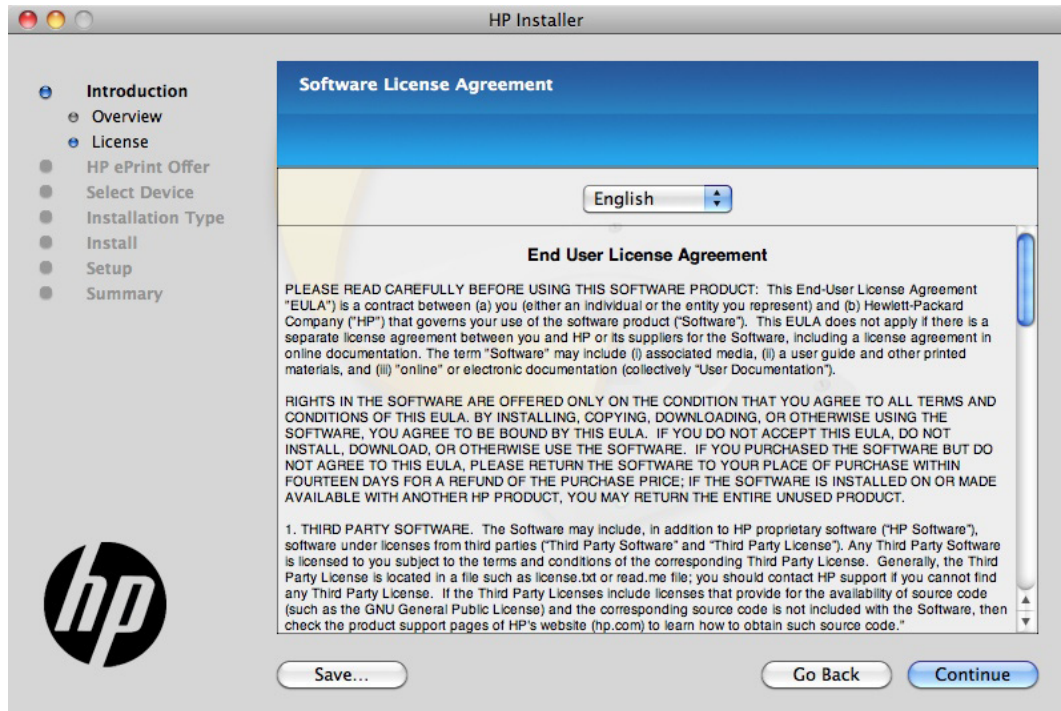 HP Installer
Introduction
Overview
License
HP ePrint Offer
Select Device
Installation Type
Install
Setup
Summary
hp
Software License Agreement
English
End User License Agreement
PLEASE READ CAREFULLY BEFORE USING THIS SOFTWARE PRODUCT: This End-User License Agreement
"EULA") is a contract between (a) you (either an individual or the entity you represent) and (b) Hewlett-Packard
Company ("HP") that governs your use of the software product ("Software"). This EULA does not apply if there is a
separate license agreement between you and HP or its suppliers for the Software, including a license agreement in
online documentation. The term "Software" may include (i) associated media, (ii) a user guide and other printed
materials, and (iii) "online" or electronic documentation (collectively "User Documentation").
RIGHTS IN THE SOFTWARE ARE OFFERED ONLY ON THE CONDITION THAT YOU AGREE TO ALL TERMS AND
CONDITIONS OF THIS EULA. BY INSTALLING, COPYING, DOWNLOADING, OR OTHERWISE USING THE
SOFTWARE, YOU AGREE TO BE BOUND BY THIS EULA. IF YOU DO NOT ACCEPT THIS EULA, DO NOT
INSTALL, DOWNLOAD, OR OTHERWISE USE THE SOFTWARE. IF YOU PURCHASED THE SOFTWARE BUT DO
NOT AGREE TO THIS EULA, PLEASE RETURN THE SOFTWARE TO YOUR PLACE OF PURCHASE WITHIN
FOURTEEN DAYS FOR A REFUND OF THE PURCHASE PRICE; IF THE SOFTWARE IS INSTALLED ON OR MADE
AVAILABLE WITH ANOTHER HP PRODUCT, YOU MAY RETURN THE ENTIRE UNUSED PRODUCT.
1. THIRD PARTY SOFTWARE. The Software may include, in addition to HP proprietary software ("HP Software"),
software under licenses from third parties ("Third Party Software" and "Third Party License"). Any Third Party Software
is licensed to you subject to the terms and conditions of the corresponding Third Party License. Generally, the Third
Party License is located in a file such as license.txt or read.me file; you should contact HP support if you cannot find
any Third Party License. If the Third Party Licenses include licenses that provide for the availability of source code
(such as the GNU General Public License) and the corresponding source code is not included with the Software, then
check the product support pages of HP's website (hp.com) to learn how to obtain such source code."
Save...
Go Back
Continue